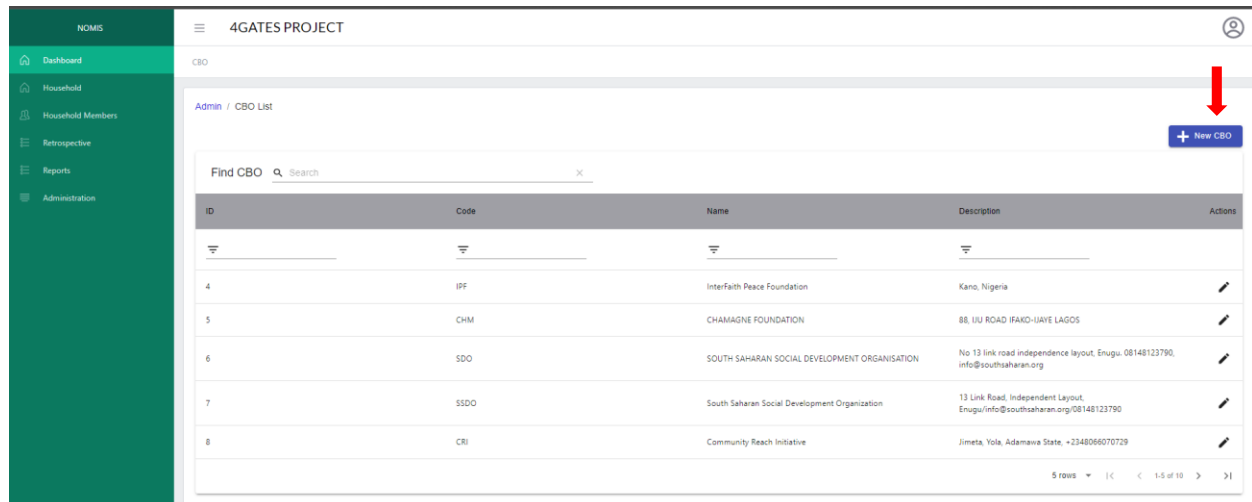 NOMIS
4GATES PROJECT
Dashboard
CBO
Household
Household Members
Retrospective
Reports
Administration
Admin / CBO List
New CBO
Find CBO Search
ID Code Name Description Actions
4 IPF InterFaith Peace Foundation Kano, Nigeria
5 CHM CHAMAGNE FOUNDATION 88, IJU ROAD IFAKO-IJAYE LAGOS
6 SDO SOUTH SAHARAN SOCIAL DEVELOPMENT ORGANISATION No 13 link road independence layout, Enugu. 08148123790,
info@southsaharan.org
7 SSDO South Saharan Social Development Organization 13 Link Road, Independent Layout,
Enugu/info@southsaharan.org/08148123790
8 CRI Community Reach Initiative Jimeta, Yola, Adamawa State, +2348066070729
5 rows 1-5 of 10